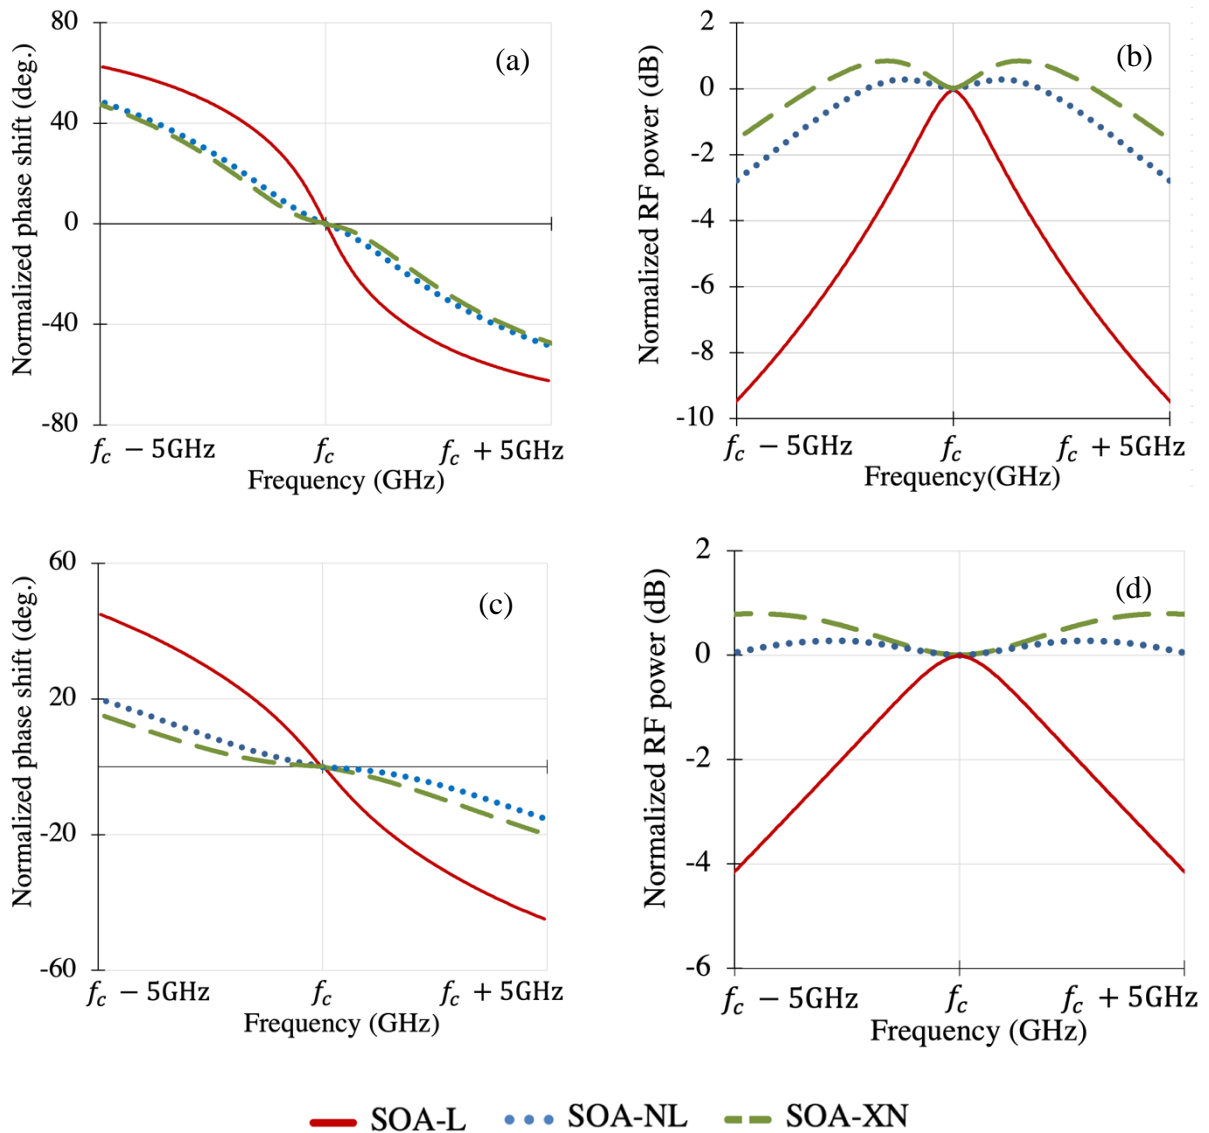 Normalized phase shift (deg.)
80
40
0
-40
-80
(a)
f_c − 5GHz
f_c
f_c + 5GHz
Frequency (GHz)
Normalized RF power (dB)
2
0
-2
-4
-6
-8
-10
(b)
f_c − 5GHz
f_c
f_c + 5GHz
Frequency(GHz)
Normalized phase shift (deg.)
60
20
-20
-60
(c)
f_c − 5GHz
f_c
f_c + 5GHz
Frequency (GHz)
Normalized RF power (dB)
2
0
-2
-4
-6
(d)
f_c − 5GHz
f_c
f_c + 5GHz
Frequency (GHz)
SOA-L SOA-NL SOA-XN